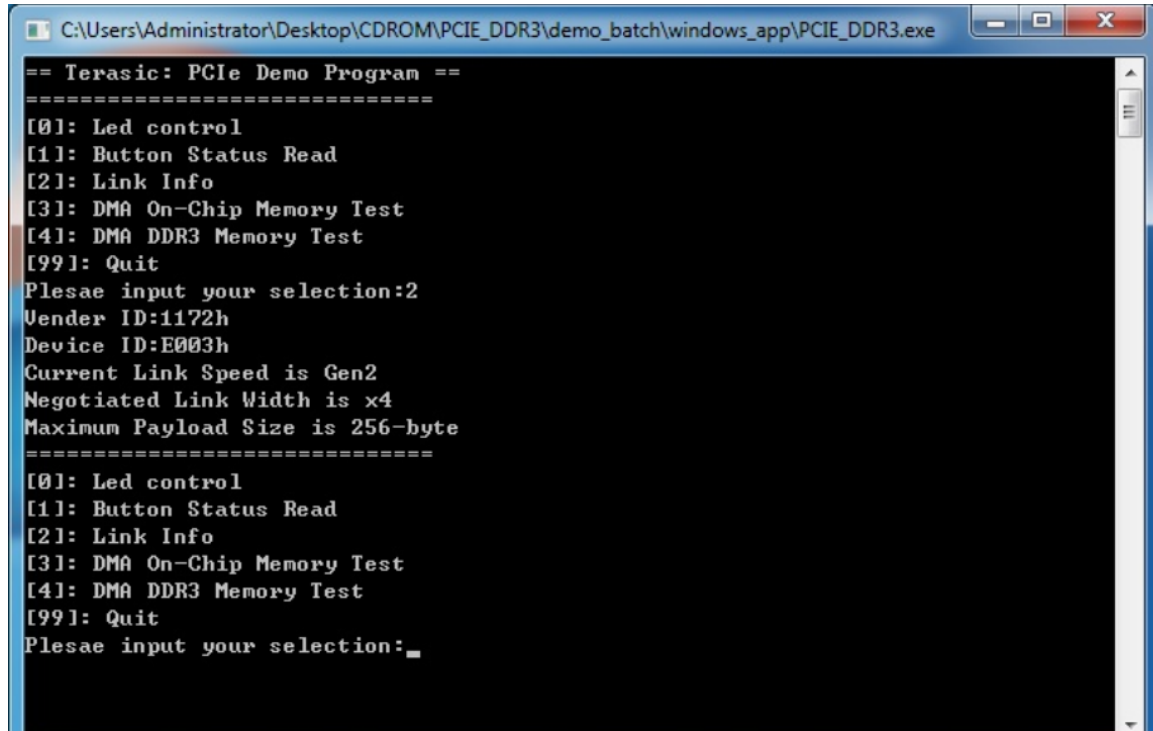 C:\Users\Administrator\Desktop\CDROM\PCIE_DDR3\demo_batch\windows_app\PCIE_DDR3.exe
== Terasic: PCIe Demo Program ==
==============================
[0]: Led control
[1]: Button Status Read
[2]: Link Info
[3]: DMA On-Chip Memory Test
[4]: DMA DDR3 Memory Test
[99]: Quit
Plesae input your selection:2
Vender ID:1172h
Device ID:E003h
Current Link Speed is Gen2
Negotiated Link Width is x4
Maximum Payload Size is 256-byte
==============================
[0]: Led control
[1]: Button Status Read
[2]: Link Info
[3]: DMA On-Chip Memory Test
[4]: DMA DDR3 Memory Test
[99]: Quit
Plesae input your selection:_